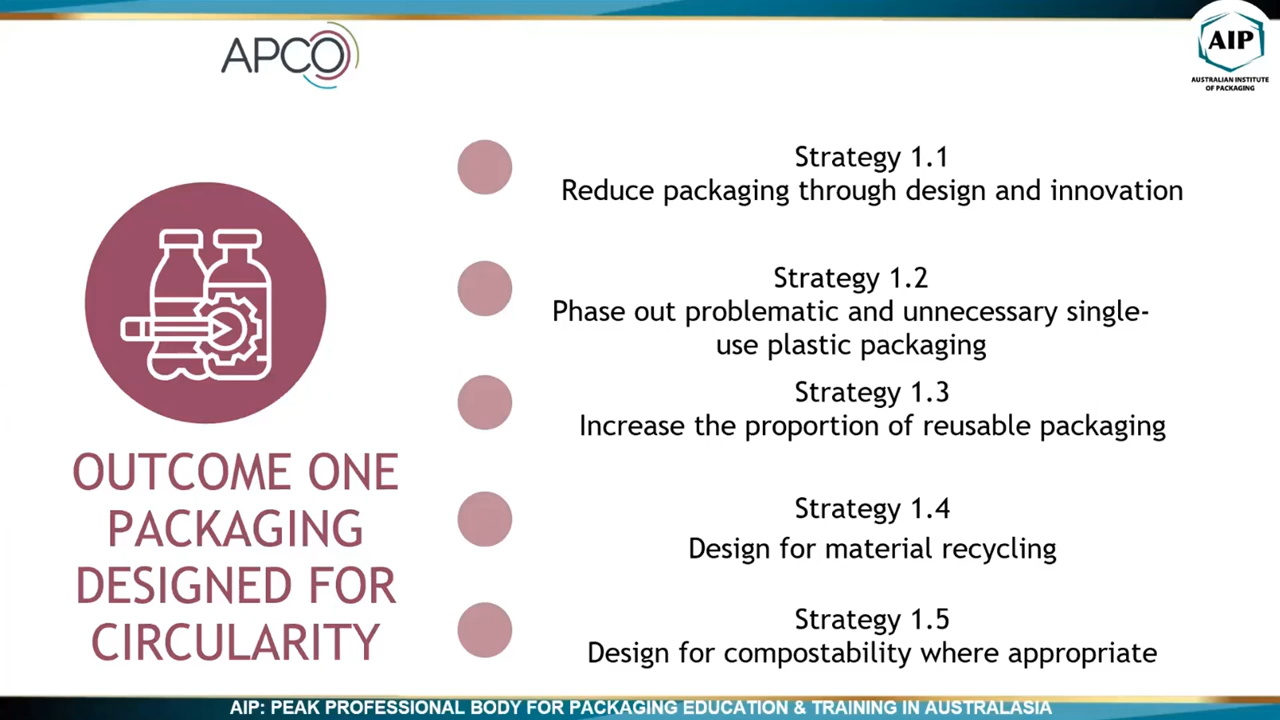 APCO
AIP
AUSTRALIAN INSTITUTE
OF PACKAGING
Strategy 1.1
Reduce packaging through design and innovation
Strategy 1.2
Phase out problematic and unnecessary single-
use plastic packaging
Strategy 1.3
Increase the proportion of reusable packaging
Strategy 1.4
Design for material recycling
Strategy 1.5
Design for compostability where appropriate
OUTCOME ONE
PACKAGING
DESIGNED FOR
CIRCULARITY
AIP: PEAK PROFESSIONAL BODY FOR PACKAGING EDUCATION & TRAINING IN AUSTRALASIA